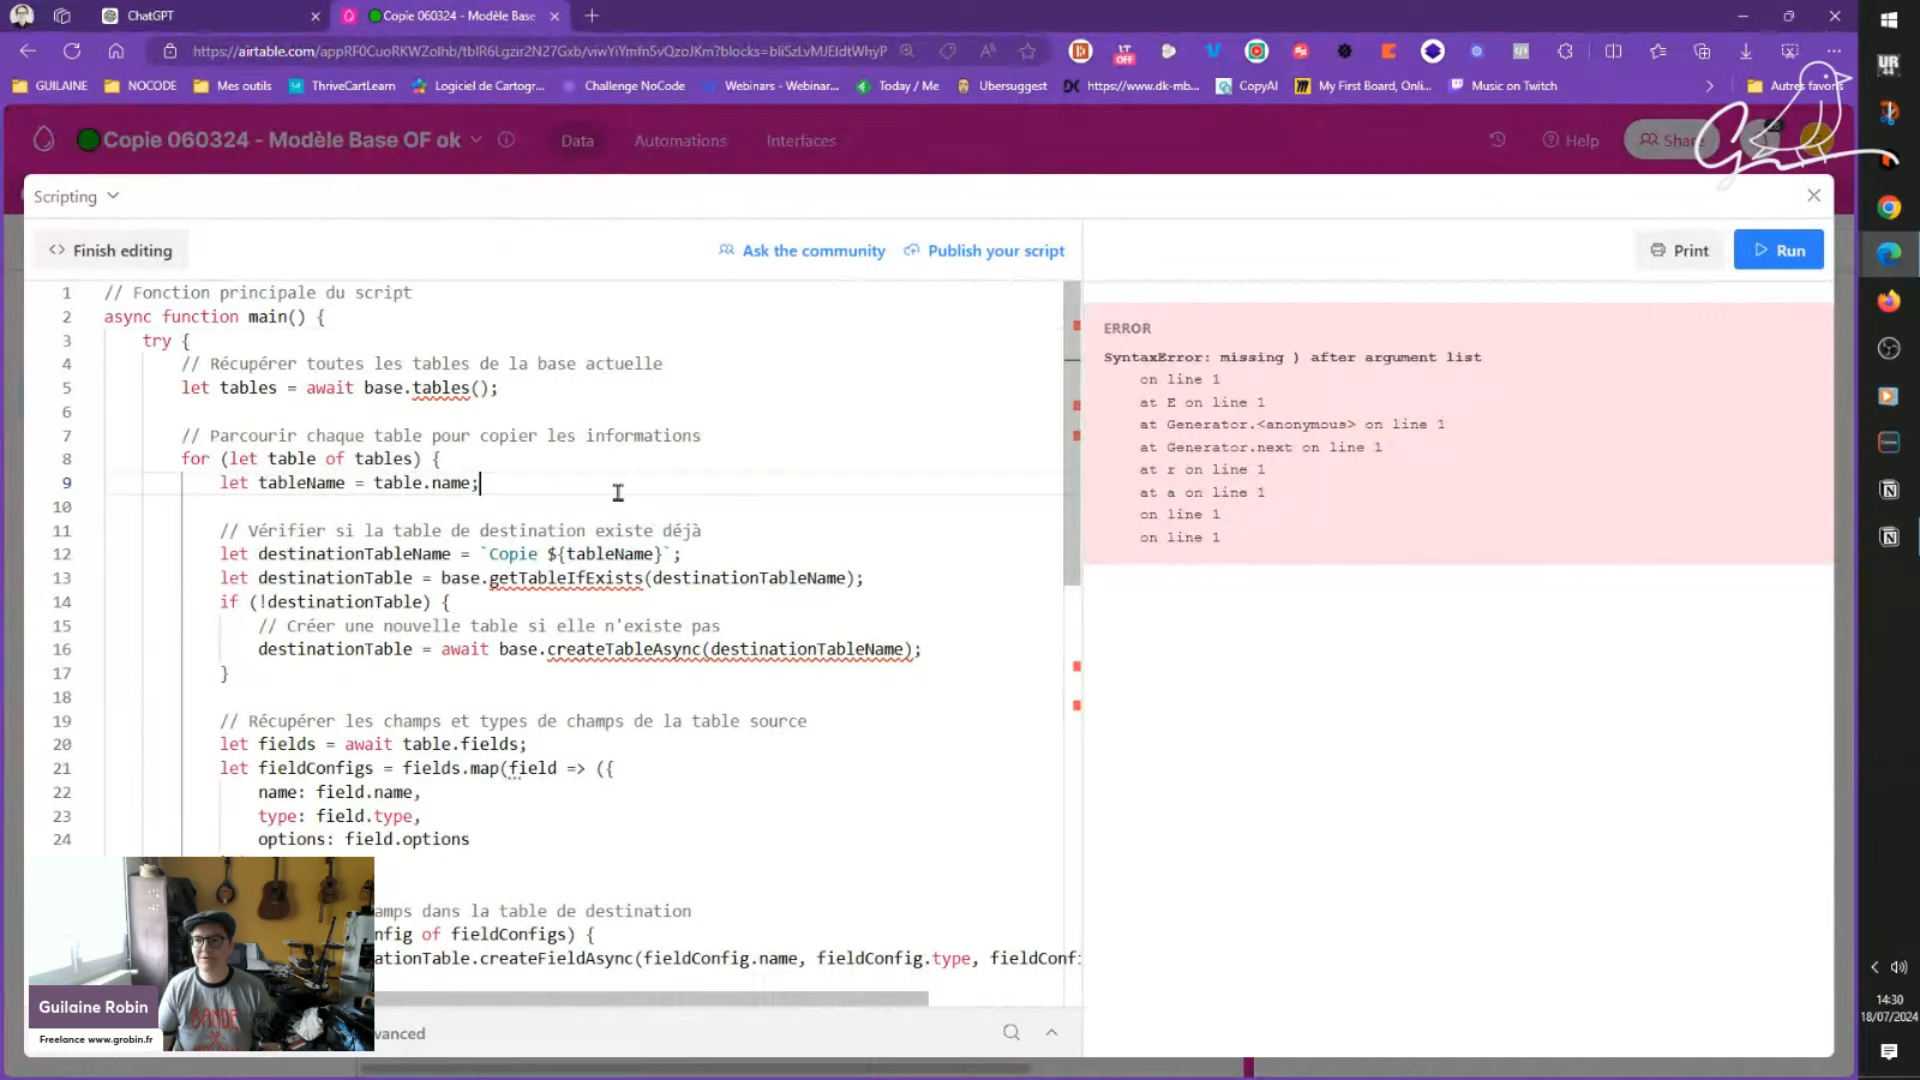 ChatGPT
Copie 060324 - Modèle Base
https://airtable.com/appRF0CuoRKWZolhb/tblR6Lgzir2N27Gxb/viwYiYmfn5vQzoJKm?blocks=bliSzLvMJEIdtWhyP
OFF
GUILAINE
NOCODE
Mes outils
ThriveCartLearn
Logiciel de Cartogr...
Challenge NoCode
Webinars - Webinar...
Today / Me
Ubersuggest
https://www.dk-mb...
CopyAI
My First Board, Onli...
Music on Twitch
Autres favoris
Copie 060324 - Modèle Base OF ok
Data
Automations
Interfaces
Help
Share
Scripting
Finish editing
Ask the community
Publish your script
Print
Run
1 // Fonction principale du script
2 async function main() {
3 try {
4 // Récupérer toutes les tables de la base actuelle
5 let tables = await base.tables();
6
7 // Parcourir chaque table pour copier les informations
8 for (let table of tables) {
9 let tableName = table.name;
10
11 // Vérifier si la table de destination existe déjà
12 let destinationTableName = `Copie ${tableName}`;
13 let destinationTable = base.getTableIfExists(destinationTableName);
14 if (!destinationTable) {
15 // Créer une nouvelle table si elle n'existe pas
16 destinationTable = await base.createTableAsync(destinationTableName);
17 }
18
19 // Récupérer les champs et types de champs de la table source
20 let fields = await table.fields;
21 let fieldConfigs = fields.map(field => ({
22 name: field.name,
23 type: field.type,
24 options: field.options
amps dans la table de destination
nfig of fieldConfigs) {
ationTable.createFieldAsync(fieldConfig.name, fieldConfig.type, fieldConfi
vanced
ERROR
SyntaxError: missing ) after argument list
on line 1
at E on line 1
at Generator.<anonymous> on line 1
at Generator.next on line 1
at r on line 1
at a on line 1
on line 1
on line 1
Guilaine Robin
Freelance www.grobin.fr
BANDE
DE
UR
44
14:30
18/07/2024